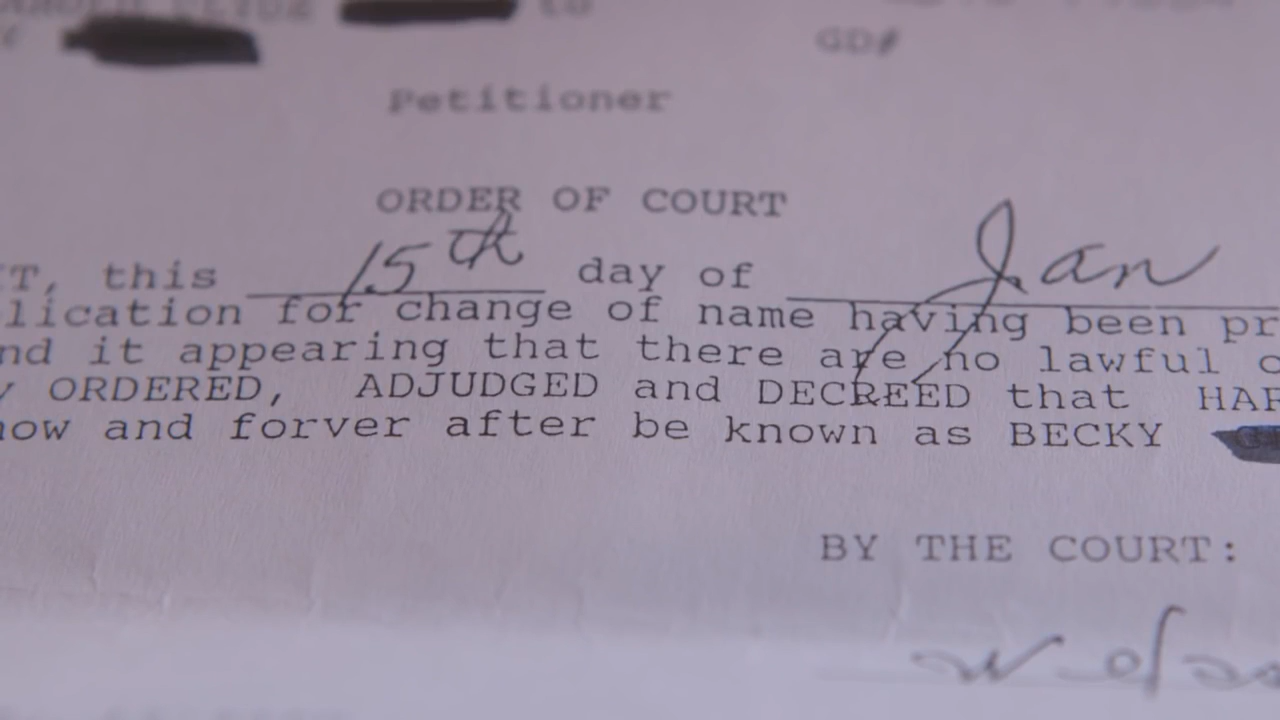 to
GD#
Petitioner
ORDER OF COURT
T, this 15th day of Jan
lication for change of name having been pr
nd it appearing that there are no lawful o
y ORDERED, ADJUDGED and DECREED that HAR
now and forver after be known as BECKY
BY THE COURT: